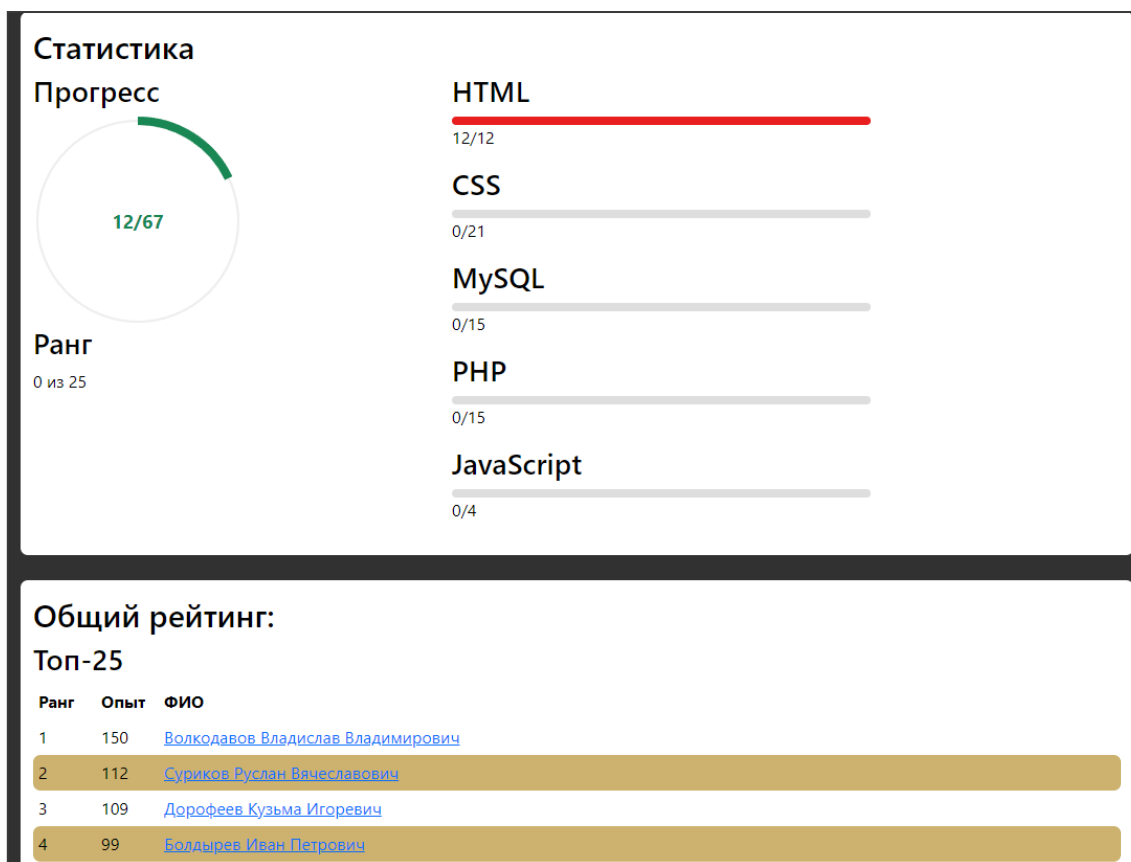 Статистика
Прогресс
12/67
Ранг
0 из 25
HTML
12/12
CSS
0/21
MySQL
0/15
PHP
0/15
JavaScript
0/4
Общий рейтинг:
Топ-25
Ранг Опыт ФИО
1 150 Волкодавов Владислав Владимирович
2 112 Суриков Руслан Вячеславович
3 109 Дорофеев Кузьма Игоревич
4 99 Болдырев Иван Петрович